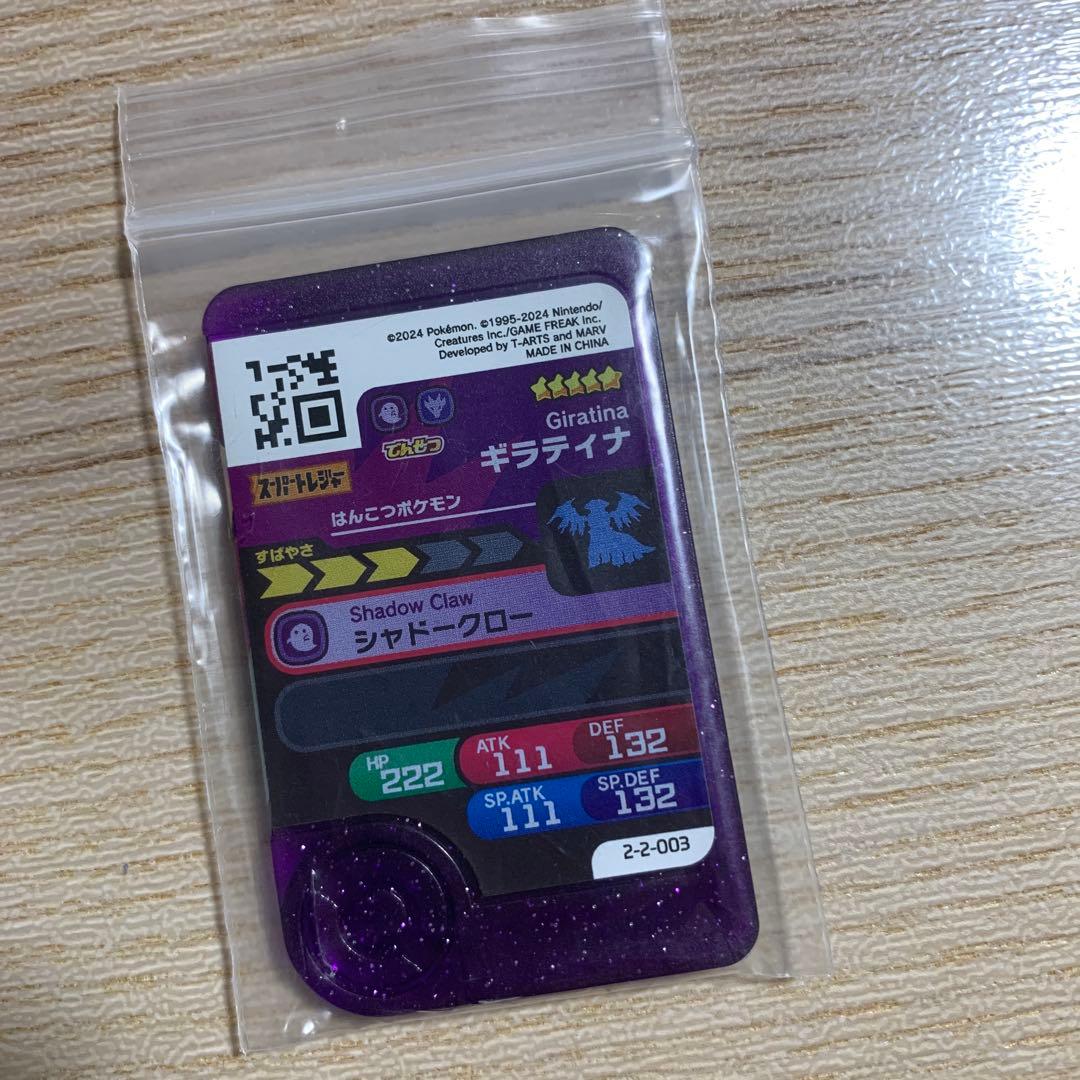 ©2024 Pokémon. ©1995-2024 Nintendo/
Creatures Inc./GAME FREAK Inc.
Developed by T-ARTS and MARV
MADE IN CHINA
Giratina
でんせつ
ギラティナ
スーパートレジャー
はんこつポケモン
すばやさ
Shadow Claw
シャドークロー
HP
222
ATK
111
DEF
132
SP.ATK
111
SP.DEF
132
2-2-003